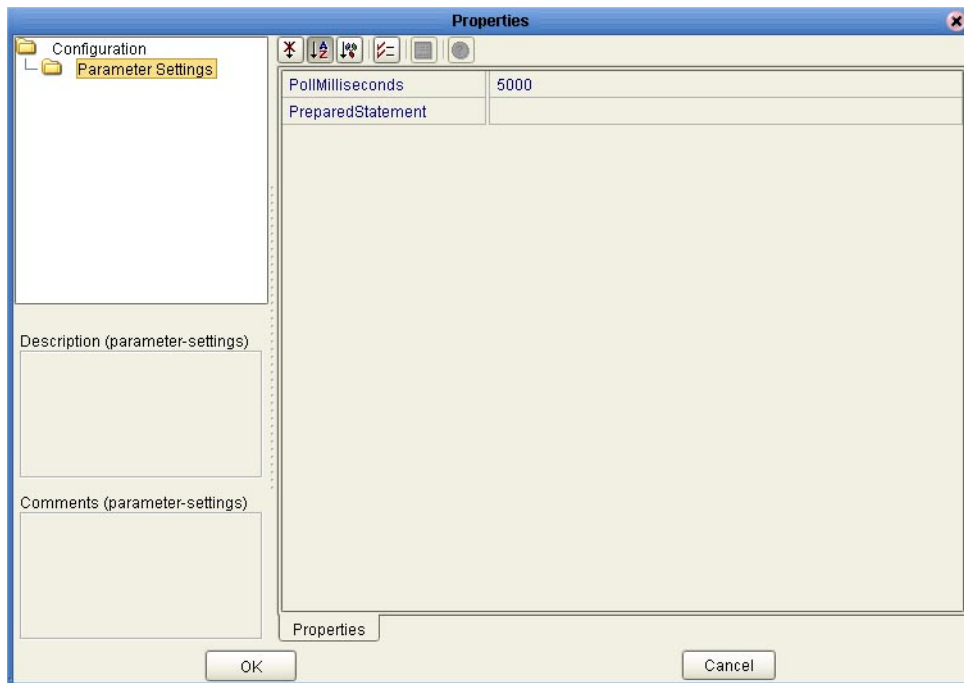 Properties
Configuration
Parameter Settings
PollMilliseconds 5000
PreparedStatement
Description (parameter-settings)
Comments (parameter-settings)
Properties
OK Cancel